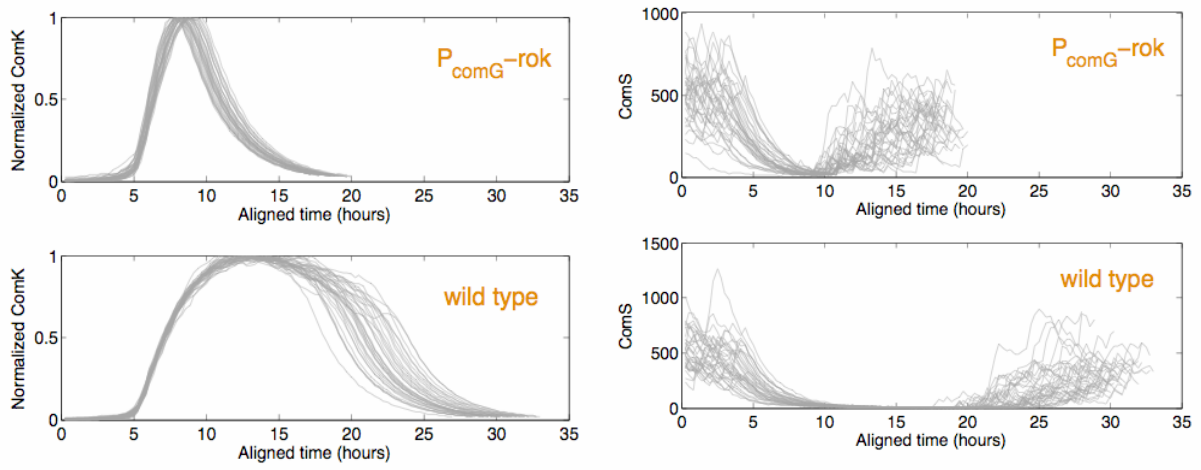 Normalized ComK
1
0.5
0
P_comG−rok
0 5 10 15 20 25 30 35
Aligned time (hours)
ComS
1000
500
0
P_comG−rok
0 5 10 15 20 25 30 35
Aligned time (hours)
Normalized ComK
1
0.5
0
wild type
0 5 10 15 20 25 30 35
Aligned time (hours)
ComS
1500
1000
500
0
wild type
0 5 10 15 20 25 30 35
Aligned time (hours)